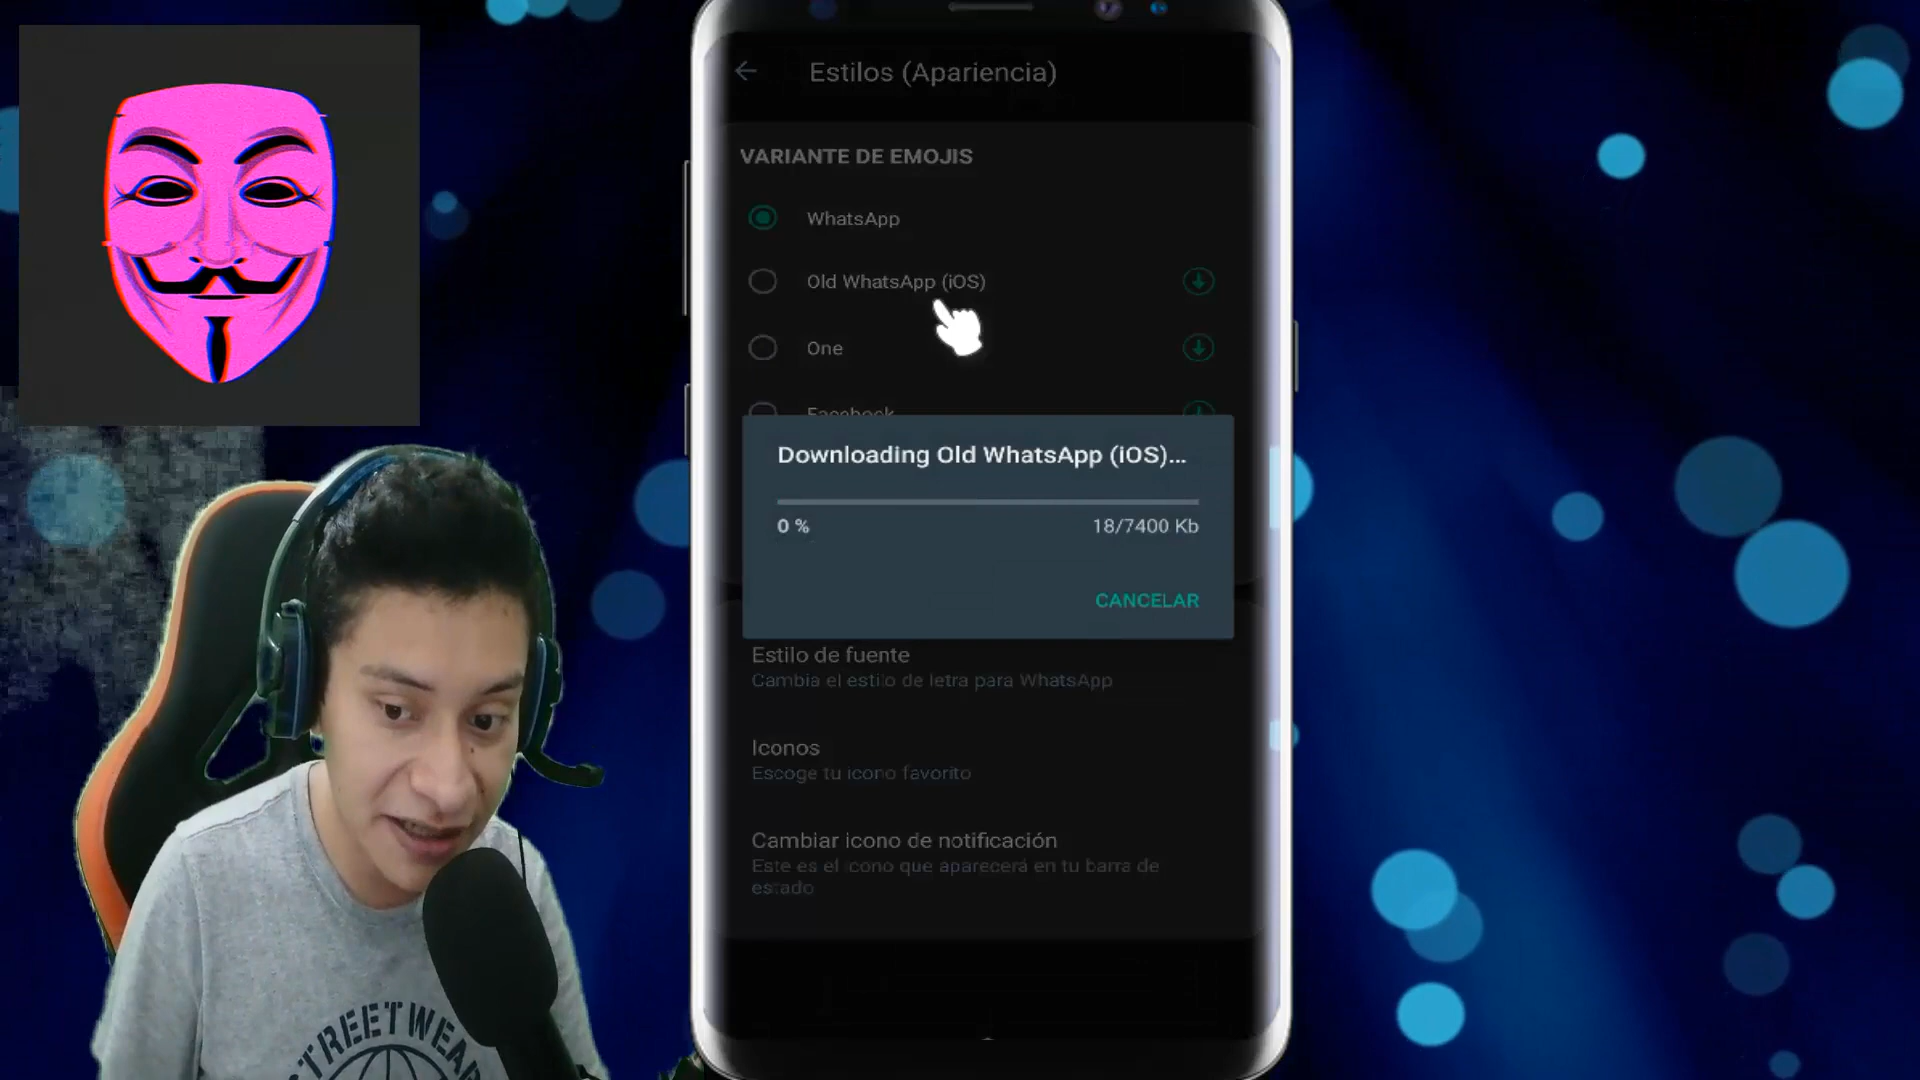 Estilos (Apariencia)
VARIANTE DE EMOJIS
WhatsApp
Old WhatsApp (iOS)
One
Facebook
Downloading Old WhatsApp (iOS)...
0 %
18/7400 Kb
CANCELAR
Estilo de fuente
Cambia el estilo de letra para WhatsApp
Iconos
Escoge tu icono favorito
Cambiar icono de notificación
Este es el icono que aparecerá en tu barra de
estado